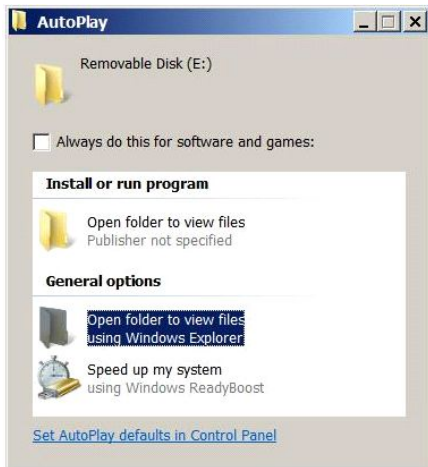 AutoPlay
Removable Disk (E:)
Always do this for software and games:
Install or run program
Open folder to view files
Publisher not specified
General options
Open folder to view files
using Windows Explorer
Speed up my system
using Windows ReadyBoost
Set AutoPlay defaults in Control Panel